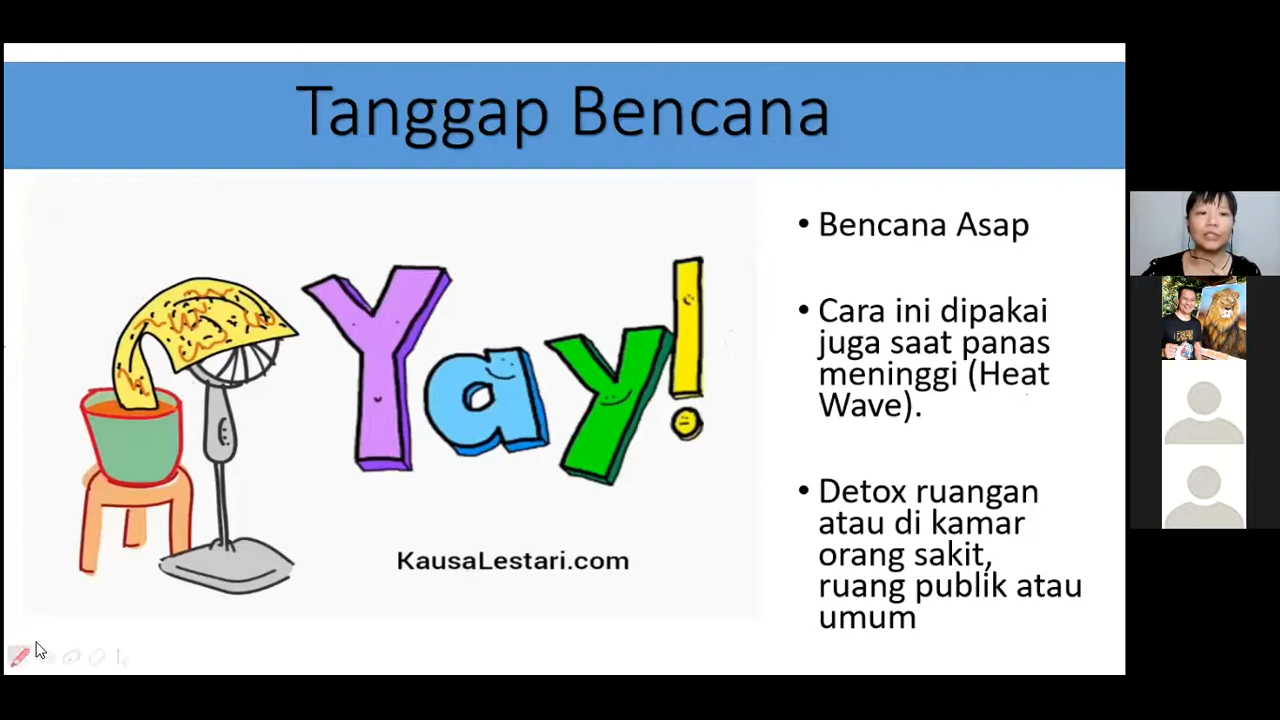 Tanggap Bencana
Yay!
KausaLestari.com
• Bencana Asap
• Cara ini dipakai
juga saat panas
meninggi (Heat
Wave).
• Detox ruangan
atau di kamar
orang sakit,
ruang publik atau
umum